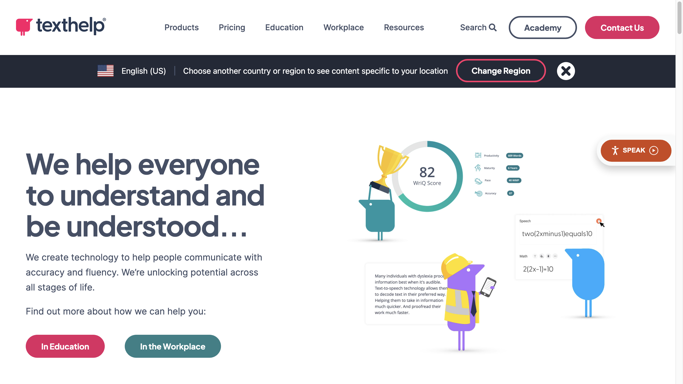 texthelp®
Products Pricing Education Workplace Resources Search Academy Contact Us
English (US) Choose another country or region to see content specific to your location Change Region
SPEAK
We help everyone
to understand and
be understood...
We create technology to help people communicate with
accuracy and fluency. We're unlocking potential across
all stages of life.
Find out more about how we can help you:
In Education In the Workplace
82
WriQ Score
Productivity
Maturity
Pace
Accuracy
Speech
two(2xminus1)equals10
Math
2(2x-1)=10
Many individuals with dyslexia process
information best when it's audible.
Text-to-speech technology allows them
to decode text in their preferred way.
Helping them to take in information
much quicker. And proofread their
work much faster.